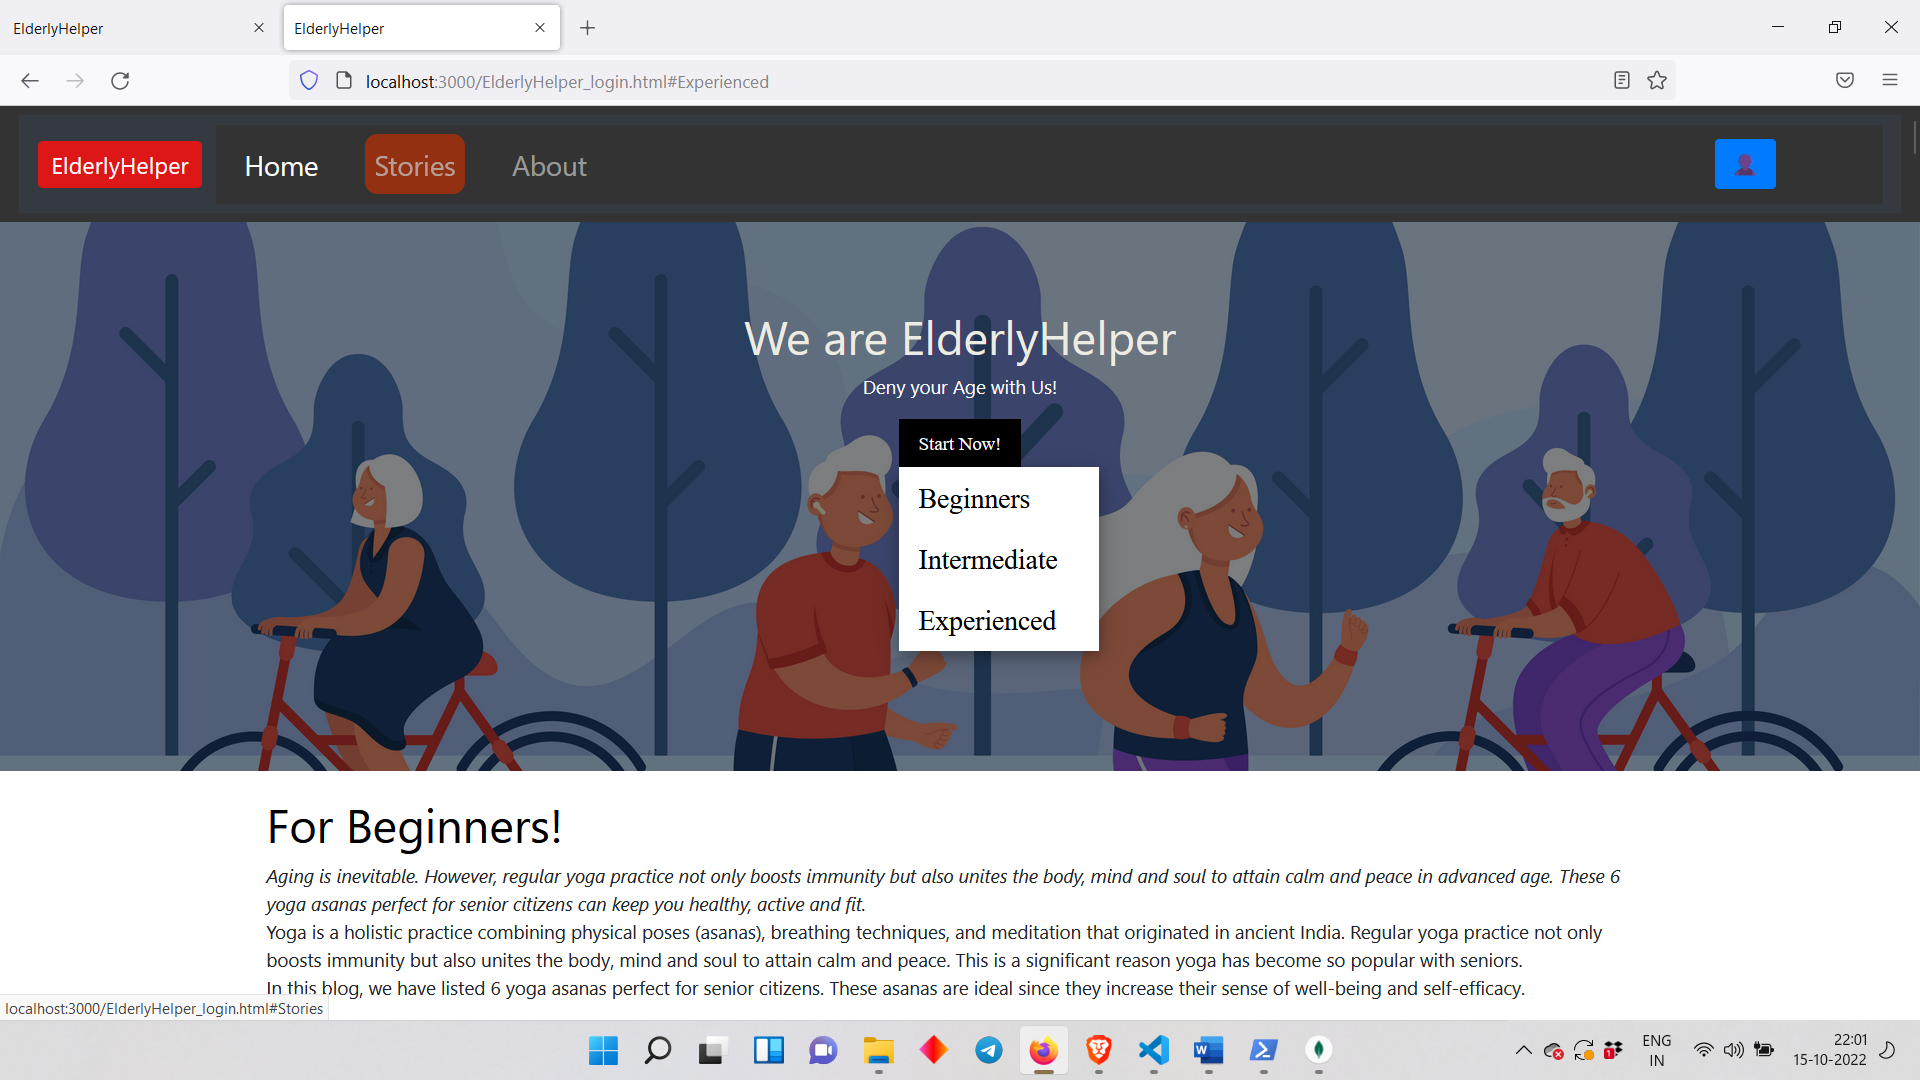 ElderlyHelper
ElderlyHelper
localhost:3000/ElderlyHelper_login.html#Experienced
ElderlyHelper
Home
Stories
About
We are ElderlyHelper
Deny your Age with Us!
Start Now!
Beginners
Intermediate
Experienced
For Beginners!
Aging is inevitable. However, regular yoga practice not only boosts immunity but also unites the body, mind and soul to attain calm and peace in advanced age. These 6
yoga asanas perfect for senior citizens can keep you healthy, active and fit.
Yoga is a holistic practice combining physical poses (asanas), breathing techniques, and meditation that originated in ancient India. Regular yoga practice not only
boosts immunity but also unites the body, mind and soul to attain calm and peace. This is a significant reason yoga has become so popular with seniors.
In this blog, we have listed 6 yoga asanas perfect for senior citizens. These asanas are ideal since they increase their sense of well-being and self-efficacy.
localhost:3000/ElderlyHelper_login.html#Stories
W
1
ENG
IN
22:01
15-10-2022